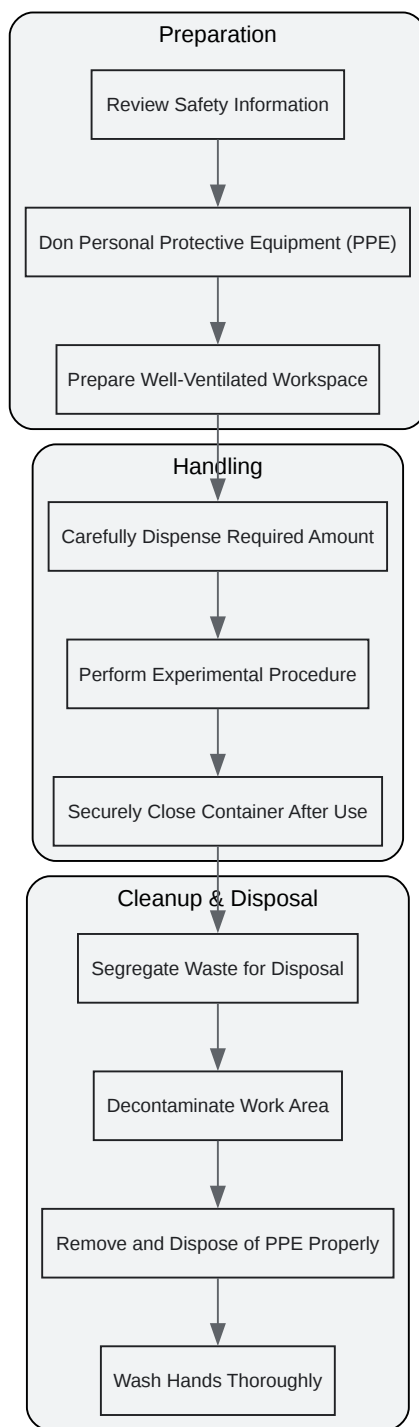 Preparation
Review Safety Information
Don Personal Protective Equipment (PPE)
Prepare Well-Ventilated Workspace
Handling
Carefully Dispense Required Amount
Perform Experimental Procedure
Securely Close Container After Use
Cleanup & Disposal
Segregate Waste for Disposal
Decontaminate Work Area
Remove and Dispose of PPE Properly
Wash Hands Thoroughly